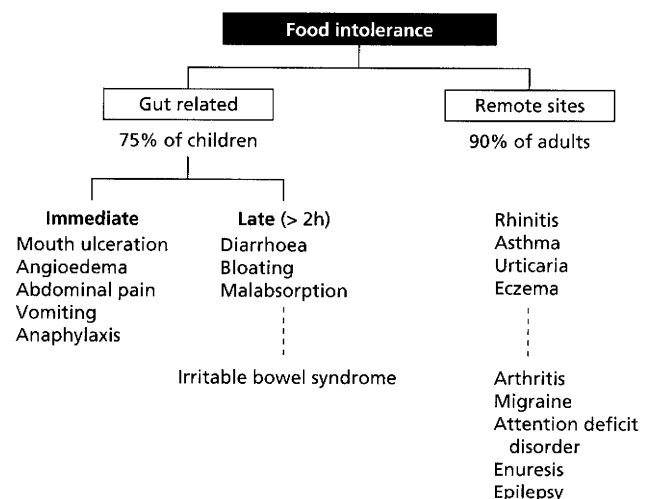 Food intolerance
Gut related
Remote sites
75% of children
90% of adults
Immediate
Mouth ulceration
Angioedema
Abdominal pain
Vomiting
Anaphylaxis
Late (> 2h)
Diarrhoea
Bloating
Malabsorption
Irritable bowel syndrome
Rhinitis
Asthma
Urticaria
Eczema
Arthritis
Migraine
Attention deficit
disorder
Enuresis
Epilepsy